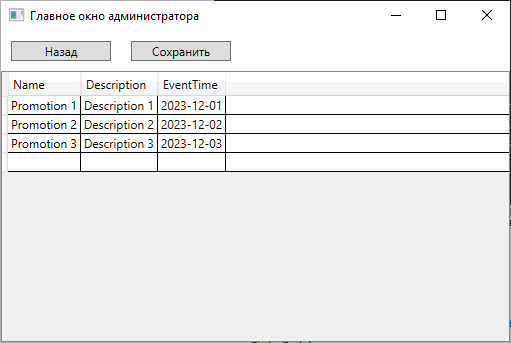 Главное окно администратора
Назад Сохранить
Name Description EventTime
Promotion 1 Description 1 2023-12-01
Promotion 2 Description 2 2023-12-02
Promotion 3 Description 3 2023-12-03